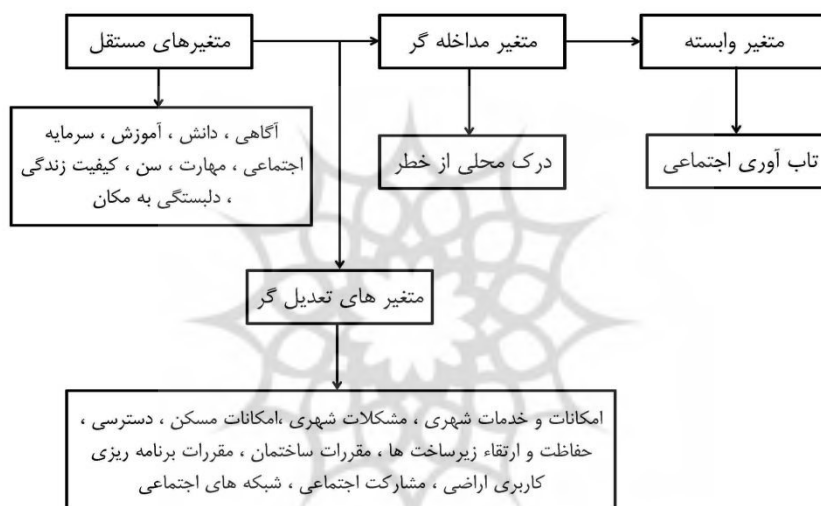 متغیرهای مستقل
متغیر مداخله گر
متغیر وابسته
آگاهی ، دانش ، آموزش ، سرمایه
اجتماعی ، مهارت ، سن ، کیفیت زندگی
، دلبستگی به مکان
درک محلی از خطر
تاب آوری اجتماعی
متغیر های تعدیل گر
امکانات و خدمات شهری ، مشکلات شهری ،امکانات مسکن ، دسترسی ،
حفاظت و ارتقاء زیرساخت ها ، مقررات ساختمان ، مقررات برنامه ریزی
کاربری اراضی ، مشارکت اجتماعی ، شبکه های اجتماعی